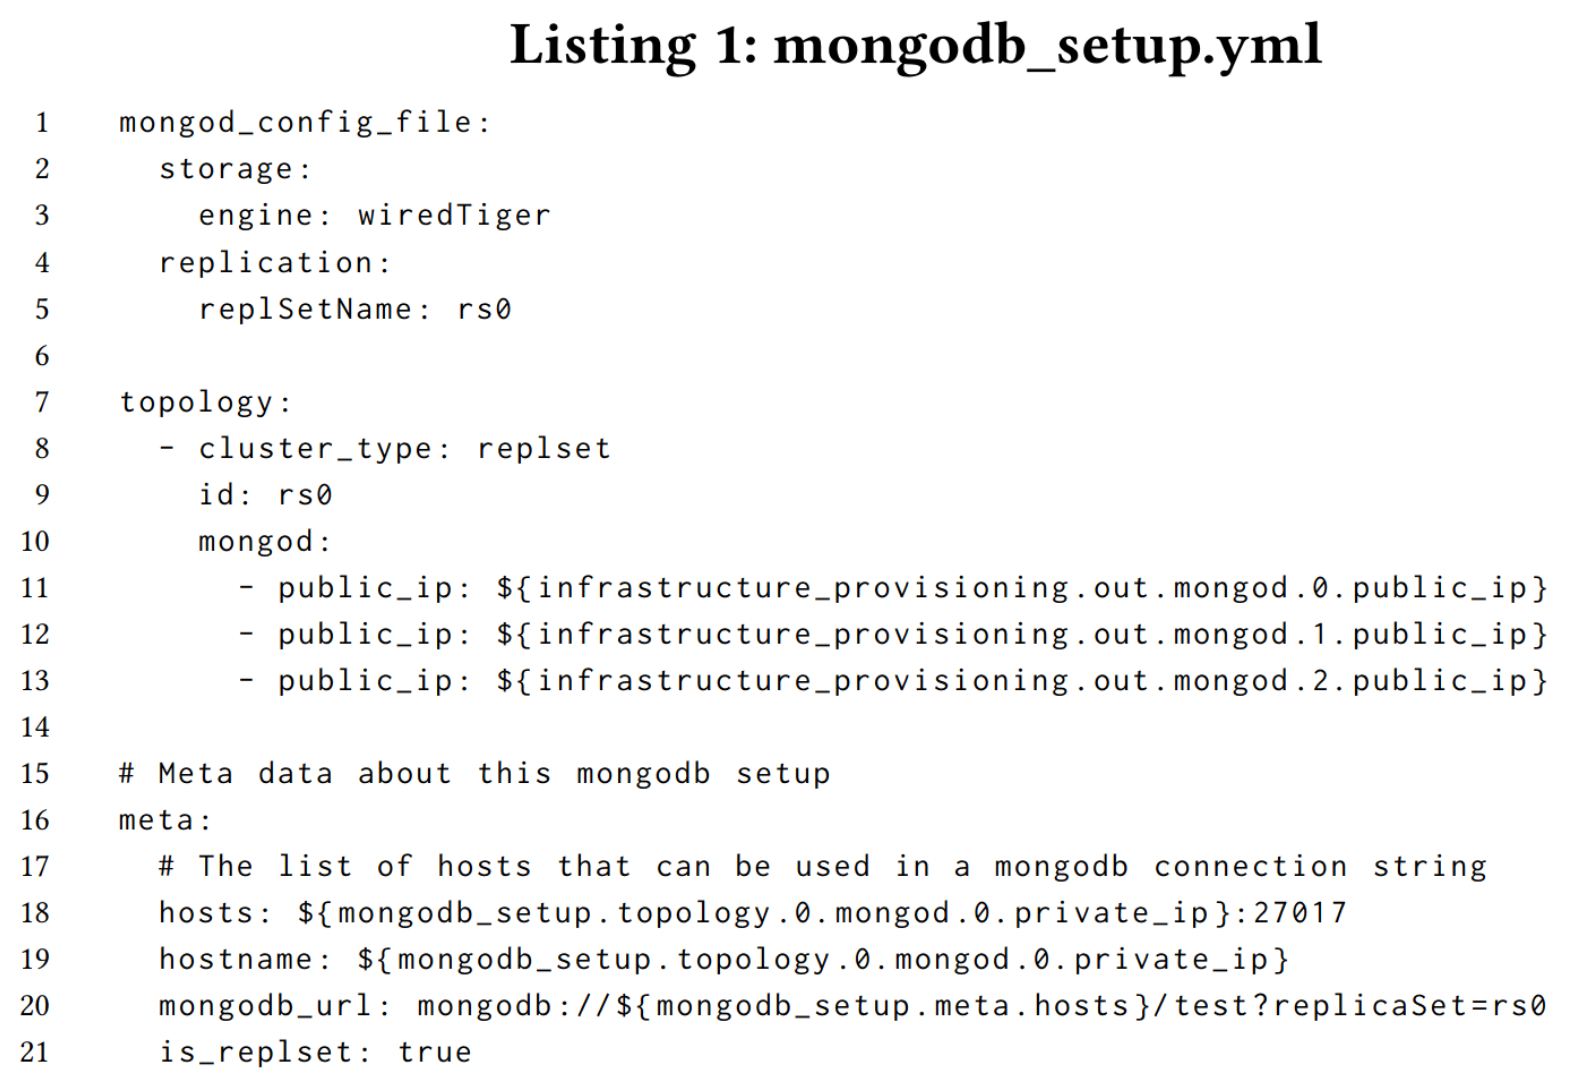 Listing 1: mongodb_setup.yml
1 mongod_config_file:
2 storage:
3 engine: wiredTiger
4 replication:
5 replSetName: rs0
6
7 topology:
8 - cluster_type: replset
9 id: rs0
10 mongod:
11 - public_ip: ${infrastructure_provisioning.out.mongod.0.public_ip}
12 - public_ip: ${infrastructure_provisioning.out.mongod.1.public_ip}
13 - public_ip: ${infrastructure_provisioning.out.mongod.2.public_ip}
14
15 # Meta data about this mongodb setup
16 meta:
17 # The list of hosts that can be used in a mongodb connection string
18 hosts: ${mongodb_setup.topology.0.mongod.0.private_ip}:27017
19 hostname: ${mongodb_setup.topology.0.mongod.0.private_ip}
20 mongodb_url: mongodb://${mongodb_setup.meta.hosts}/test?replicaSet=rs0
21 is_replset: true